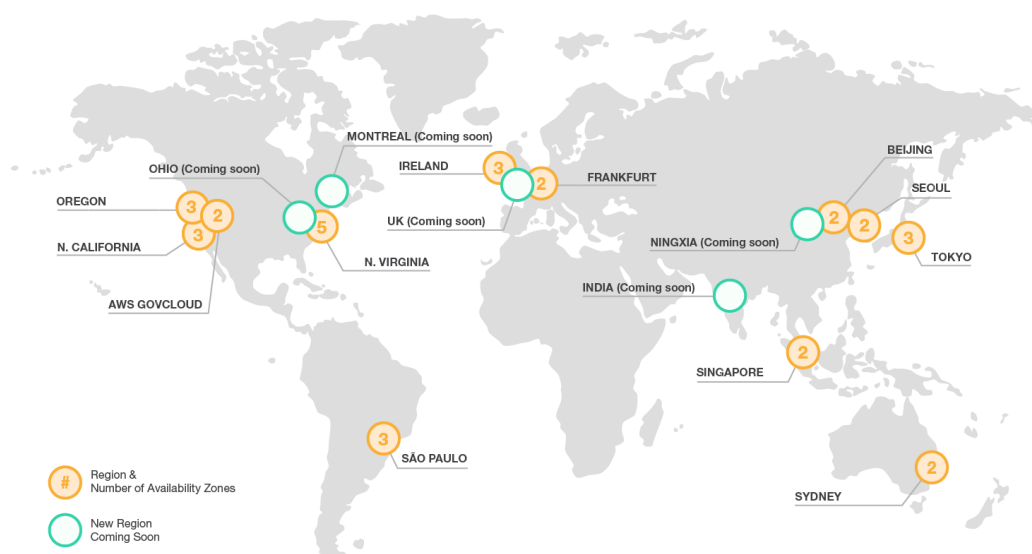 MONTREAL (Coming soon)
OHIO (Coming soon)
OREGON
N. CALIFORNIA
AWS GOVCLOUD
N. VIRGINIA
3
2
3
5
IRELAND
3
2
FRANKFURT
UK (Coming soon)
BEIJING
SEOUL
2
2
3
NINGXIA (Coming soon)
TOKYO
INDIA (Coming soon)
2
SINGAPORE
3
SÃO PAULO
2
SYDNEY
# Region &
Number of Availability Zones
New Region
Coming Soon